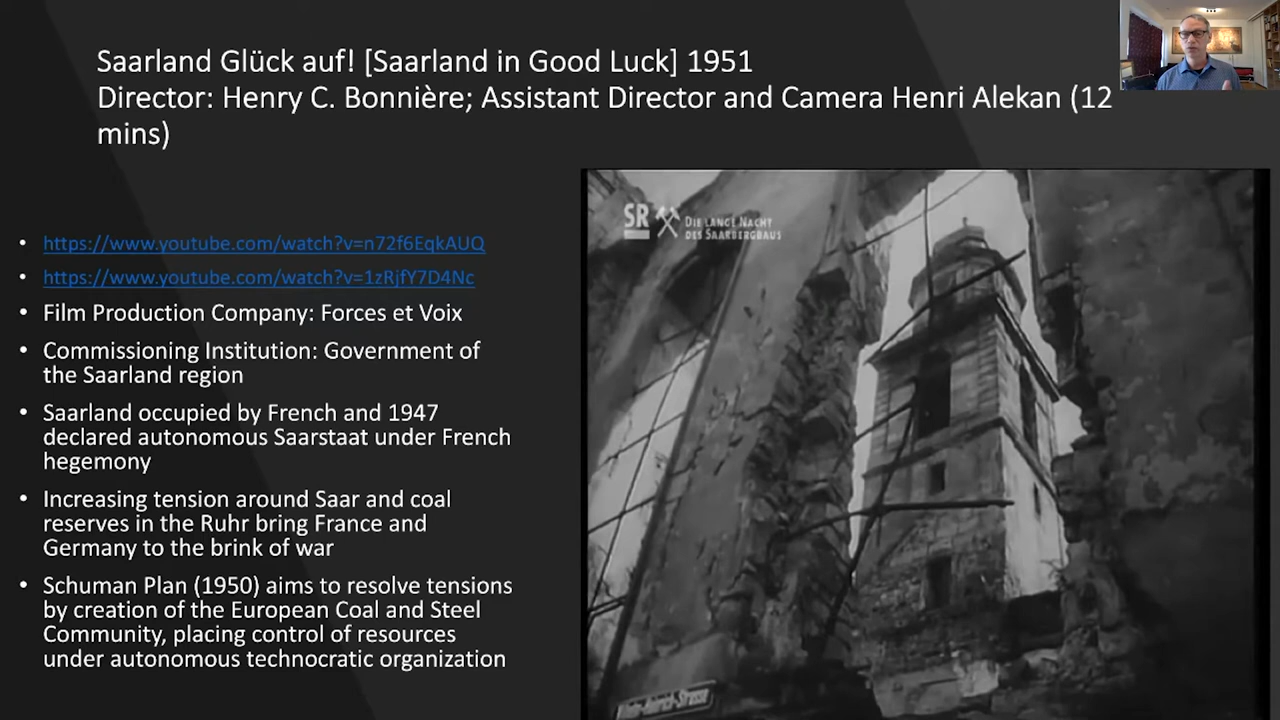 Saarland Glück auf! [Saarland in Good Luck] 1951
Director: Henry C. Bonnière; Assistant Director and Camera Henri Alekan (12
mins)
• https://www.youtube.com/watch?v=n72f6EqkAUQ
• https://www.youtube.com/watch?v=1zRjfY7D4Nc
• Film Production Company: Forces et Voix
• Commissioning Institution: Government of
the Saarland region
• Saarland occupied by French and 1947
declared autonomous Saarstaat under French
hegemony
• Increasing tension around Saar and coal
reserves in the Ruhr bring France and
Germany to the brink of war
• Schuman Plan (1950) aims to resolve tensions
by creation of the European Coal and Steel
Community, placing control of resources
under autonomous technocratic organization
SR DIE LANGE NACHT
DES SAARBERGBAUS